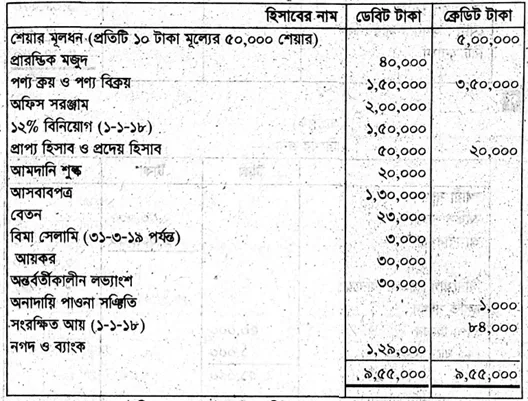 হিসাবের নাম ডেবিট টাকা ক্রেডিট টাকা
শেয়ার মূলধন (প্রতিটি ১০ টাকা মূল্যের ৫০,০০০ শেয়ার) ৫,০০,০০০
প্রারম্ভিক মজুদ ৪০,০০০
পণ্য ক্রয় ও পণ্য বিক্রয় ১,৫০,০০০ ৩,৫০,০০০
অফিস সরঞ্জাম ২,০০,০০০
১২% বিনিয়োগ (১-১-১৮) ১,৫০,০০০
প্রাপ্য হিসাব ও প্রদেয় হিসাব ৫০,০০০ ২০,০০০
আমদানি শুল্ক ২০,০০০
আসবাবপত্র ১,৩০,০০০
বেতন ২৩,০০০
বিমা সেলামি (৩১-৩-১৯ পর্যন্ত) ৩,০০০
আয়কর ৩০,০০০
অন্তর্বর্তীকালীন লভ্যাংশ ৩০,০০০
অনাদায়ি পাওনা সঞ্চিতি ১,০০০
সংরক্ষিত আয় (১-১-১৮) ৮৪,০০০
নগদ ও ব্যাংক ১,২৯,০০০
৯,৫৫,০০০ ৯,৫৫,০০০